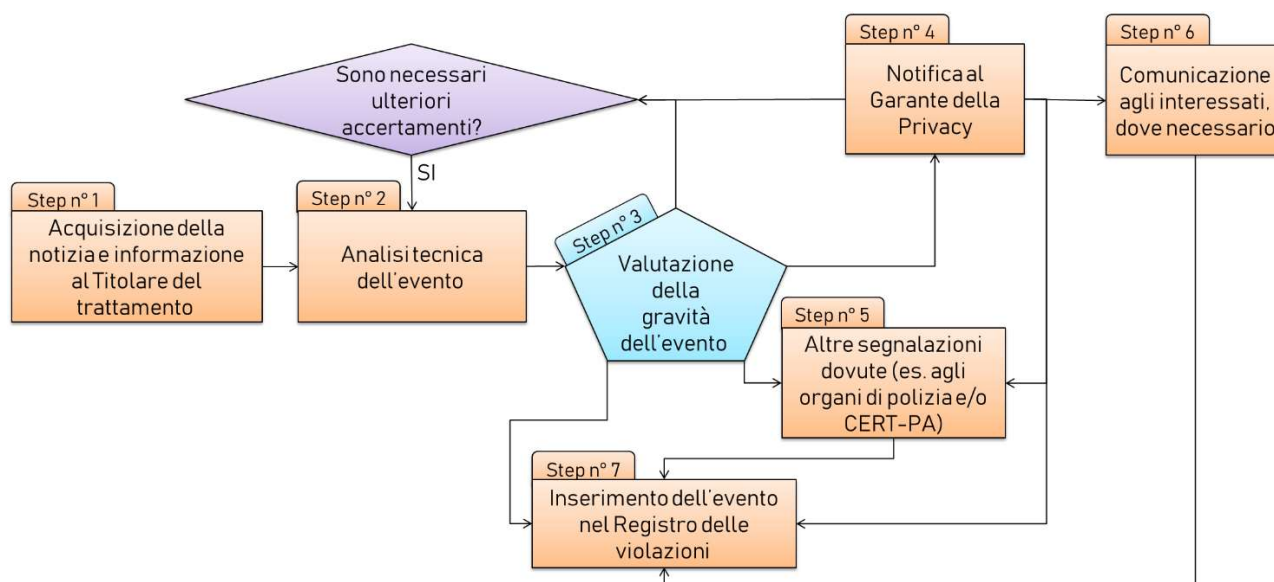 Step n° 4
Step n° 6
Sono necessari
ulteriori
accertamenti?
Notifica al
Garante della
Privacy
Comunicazione
agli interessati,
dove necessario
SI
Step n° 1
Acquisizione della
notizia e informazione
al Titolare del
trattamento
Step n° 2
Analisi tecnica
dell'evento
Step n° 3
Valutazione
della
gravità
dell'evento
Step n° 5
Altre segnalazioni
dovute (es. agli
organi di polizia e/o
CERT-PA)
Step n° 7
Inserimento dell'evento
nel Registro delle
violazioni